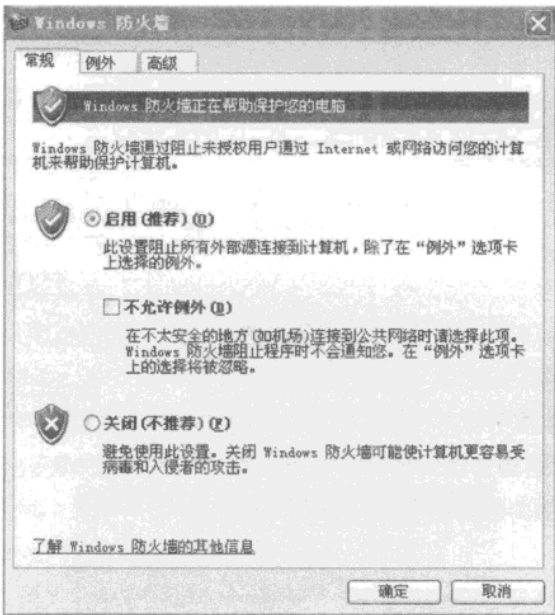 Windows 防火墙
常规 例外 高级
Windows 防火墙正在帮助保护您的电脑
Windows 防火墙通过阻止未授权用户通过 Internet 或网络访问您的计算
机来帮助保护计算机。
启用(推荐)(O)
此设置阻止所有外部源连接到计算机，除了在“例外”选项卡
上选择的例外。
不允许例外(D)
在不太安全的地方(如机场)连接到公共网络时请选择此项。
Windows 防火墙阻止程序时不会通知您。在“例外”选项卡
上的选择将被忽略。
关闭(不推荐)(F)
避免使用此设置。关闭 Windows 防火墙可能使计算机更容易受
病毒和入侵者的攻击。
了解 Windows 防火墙的其他信息
确定 取消